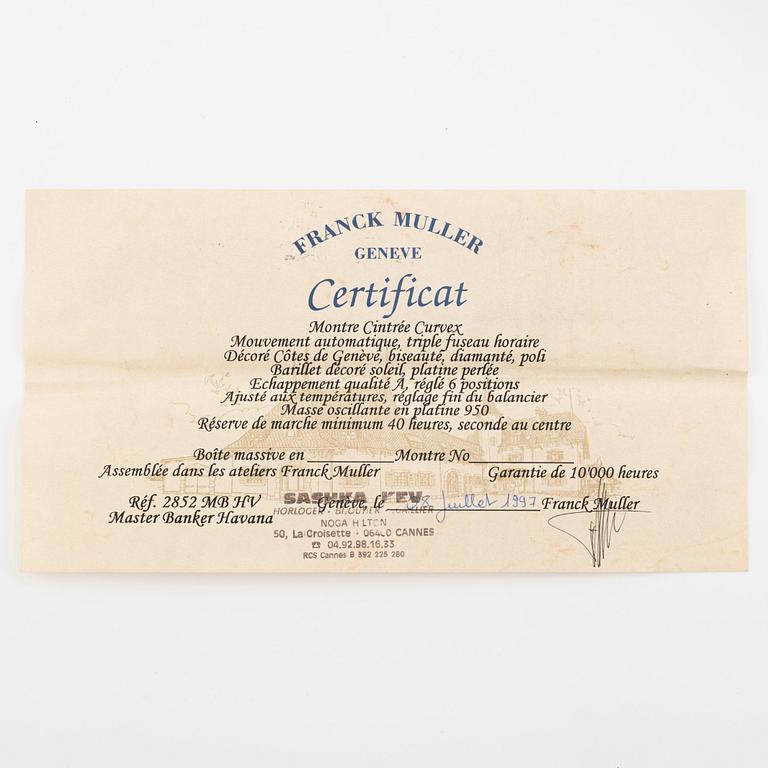 FRANCK MULLER
GENEVE
Certificat
Montre Cintrée Curvex
Mouvement automatique, triple fuseau horaire
Décoré Côtes de Genève, biseauté, diamanté, poli
Barillet décoré soleil, platine perlée
Echappement qualité A, réglé 6 positions
Ajusté aux températures, réglage fin du balancier
Masse oscillante en platine 950
Réserve de marche minimum 40 heures, seconde au centre
Boîte massive en Montre No
Assemblée dans les ateliers Franck Muller Garantie de 10'000 heures
SASHKA KEV
Réf. 2852 MB HV Genève, le Juillet 1997 Franck Muller
HORLOGER - BIJOUTIER
Master Banker Havana
NOGA HILTON
50, La Croisette - 06400 CANNES
☎ 04.92.98.16.33
RCS Cannes B 392 225 280